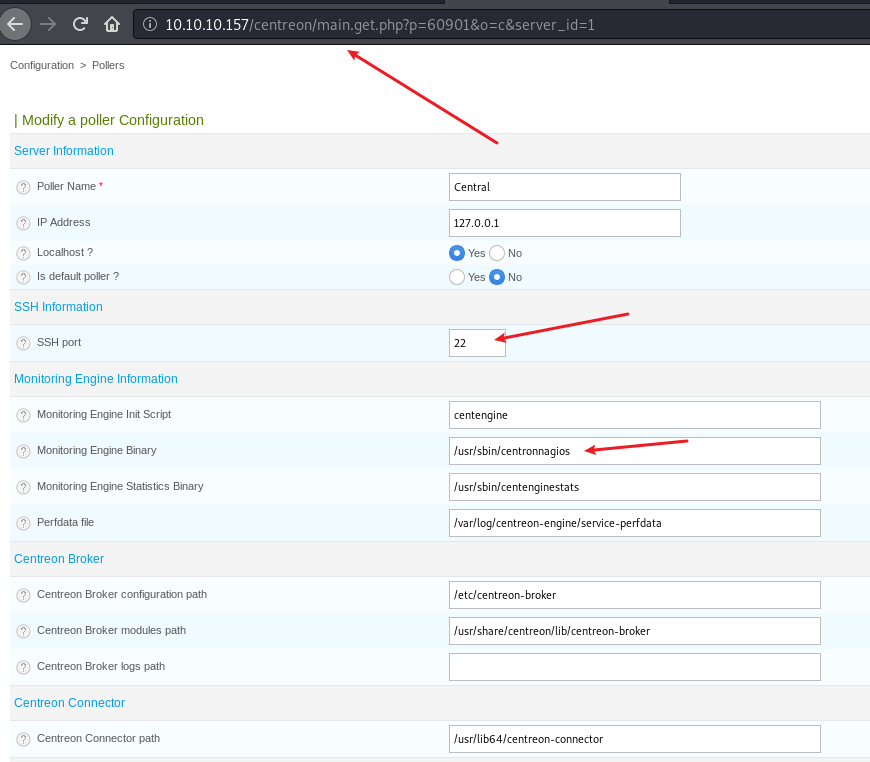 10.10.10.157/centreon/main.get.php?p=60901&o=c&server_id=1
Configuration > Pollers
| Modify a poller Configuration
Server Information
? Poller Name * Central
? IP Address 127.0.0.1
? Localhost ? Yes No
? Is default poller ? Yes No
SSH Information
? SSH port 22
Monitoring Engine Information
? Monitoring Engine Init Script centengine
? Monitoring Engine Binary /usr/sbin/centronnagios
? Monitoring Engine Statistics Binary /usr/sbin/centenginestats
? Perfdata file /var/log/centreon-engine/service-perfdata
Centreon Broker
? Centreon Broker configuration path /etc/centreon-broker
? Centreon Broker modules path /usr/share/centreon/lib/centreon-broker
? Centreon Broker logs path
Centreon Connector
? Centreon Connector path /usr/lib64/centreon-connector